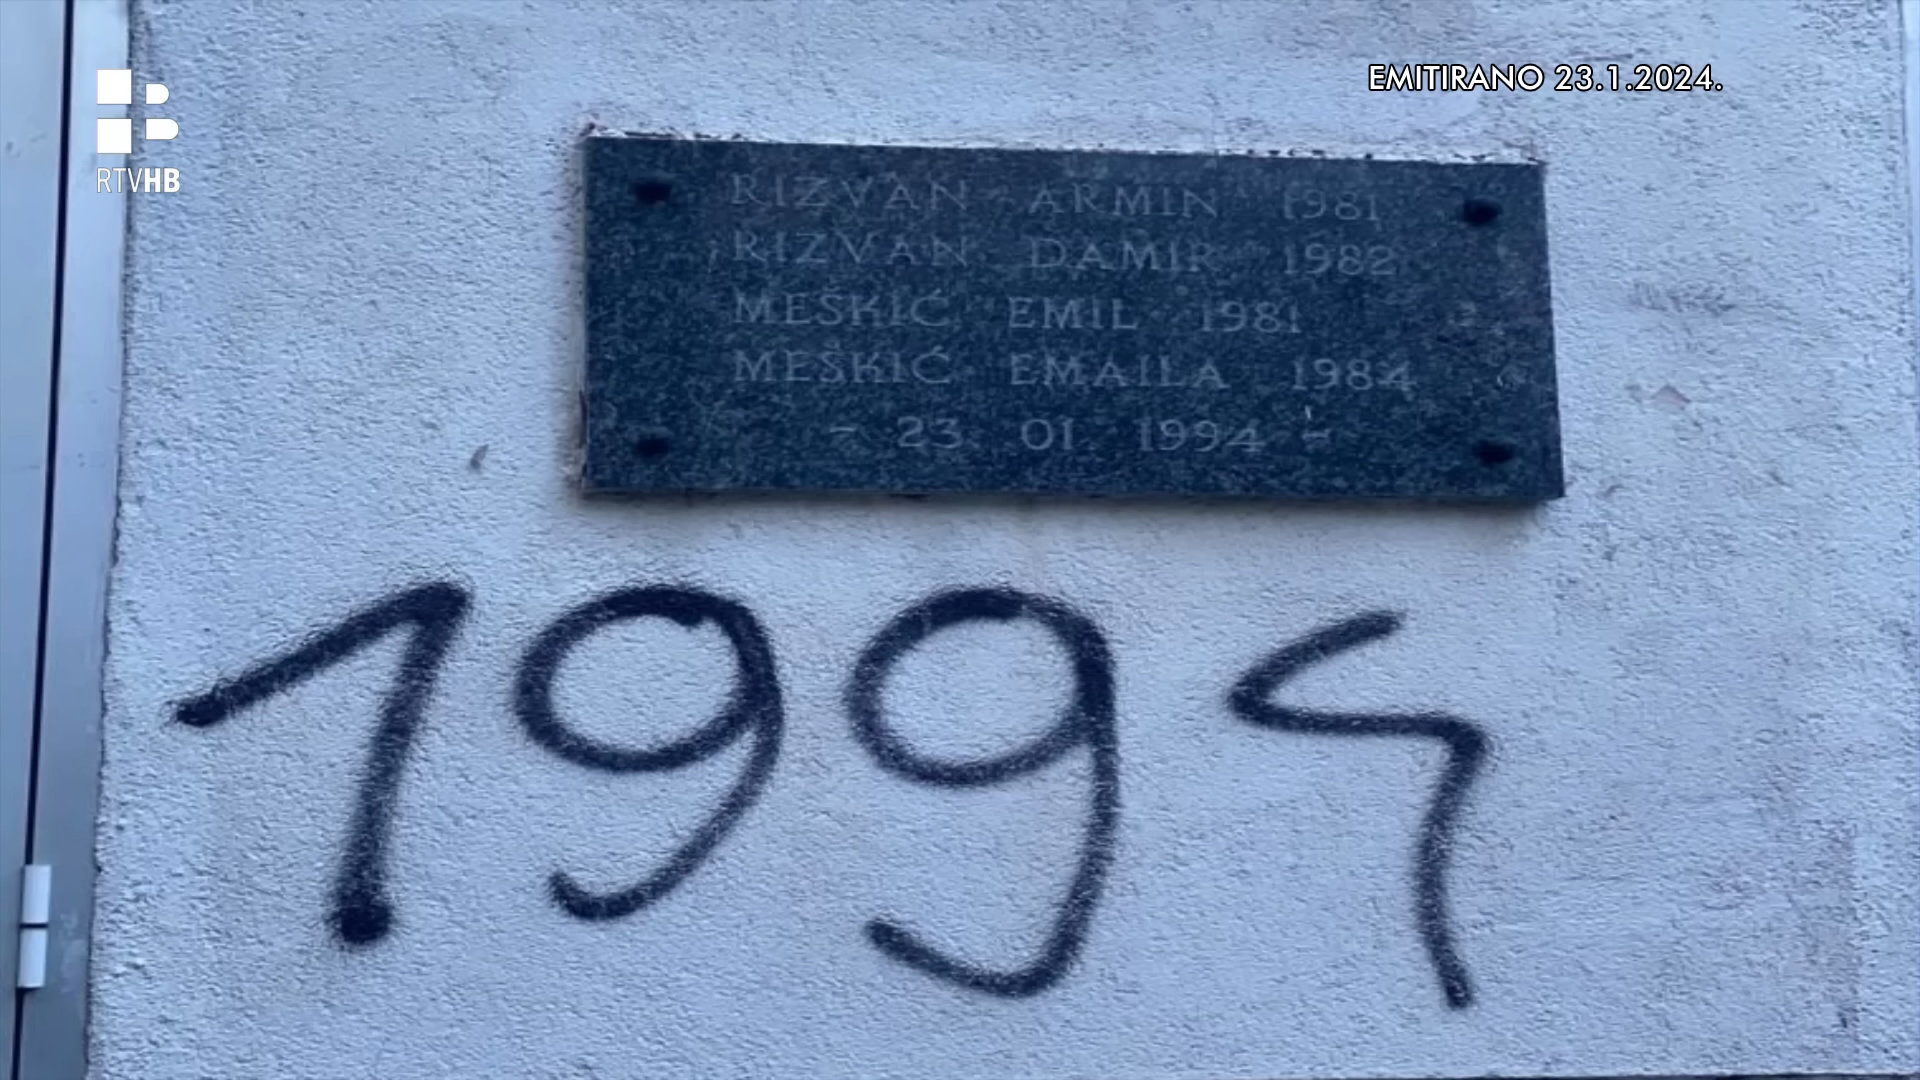 RTVHB
EMITIRANO 23.1.2024.
RIZVAN ARMIN 1981
RIZVAN DAMIR 1982
MEŠKIĆ EMIL 1981
MEŠKIĆ EMAILA 1984
- 23 01 1994 -
1994